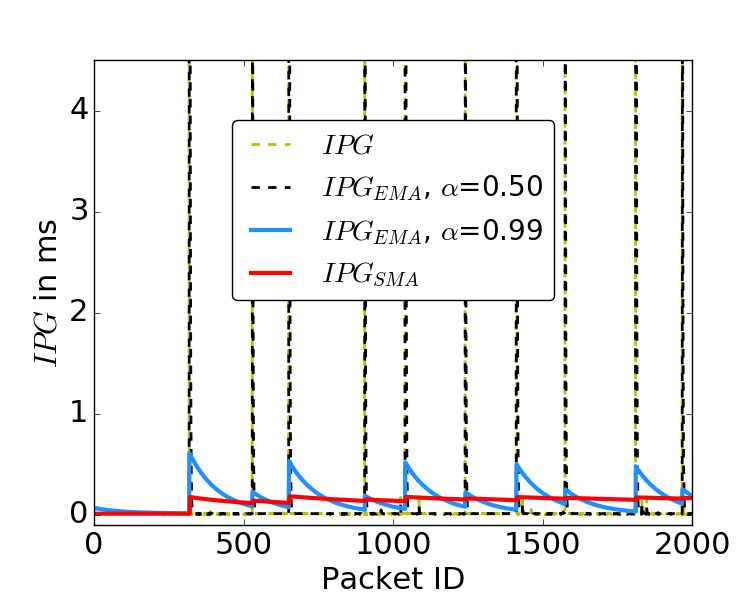 4
3
2
1
0
IPG in ms
IPG
IPG_EMA, α=0.50
IPG_EMA, α=0.99
IPG_SMA
0 500 1000 1500 2000
Packet ID